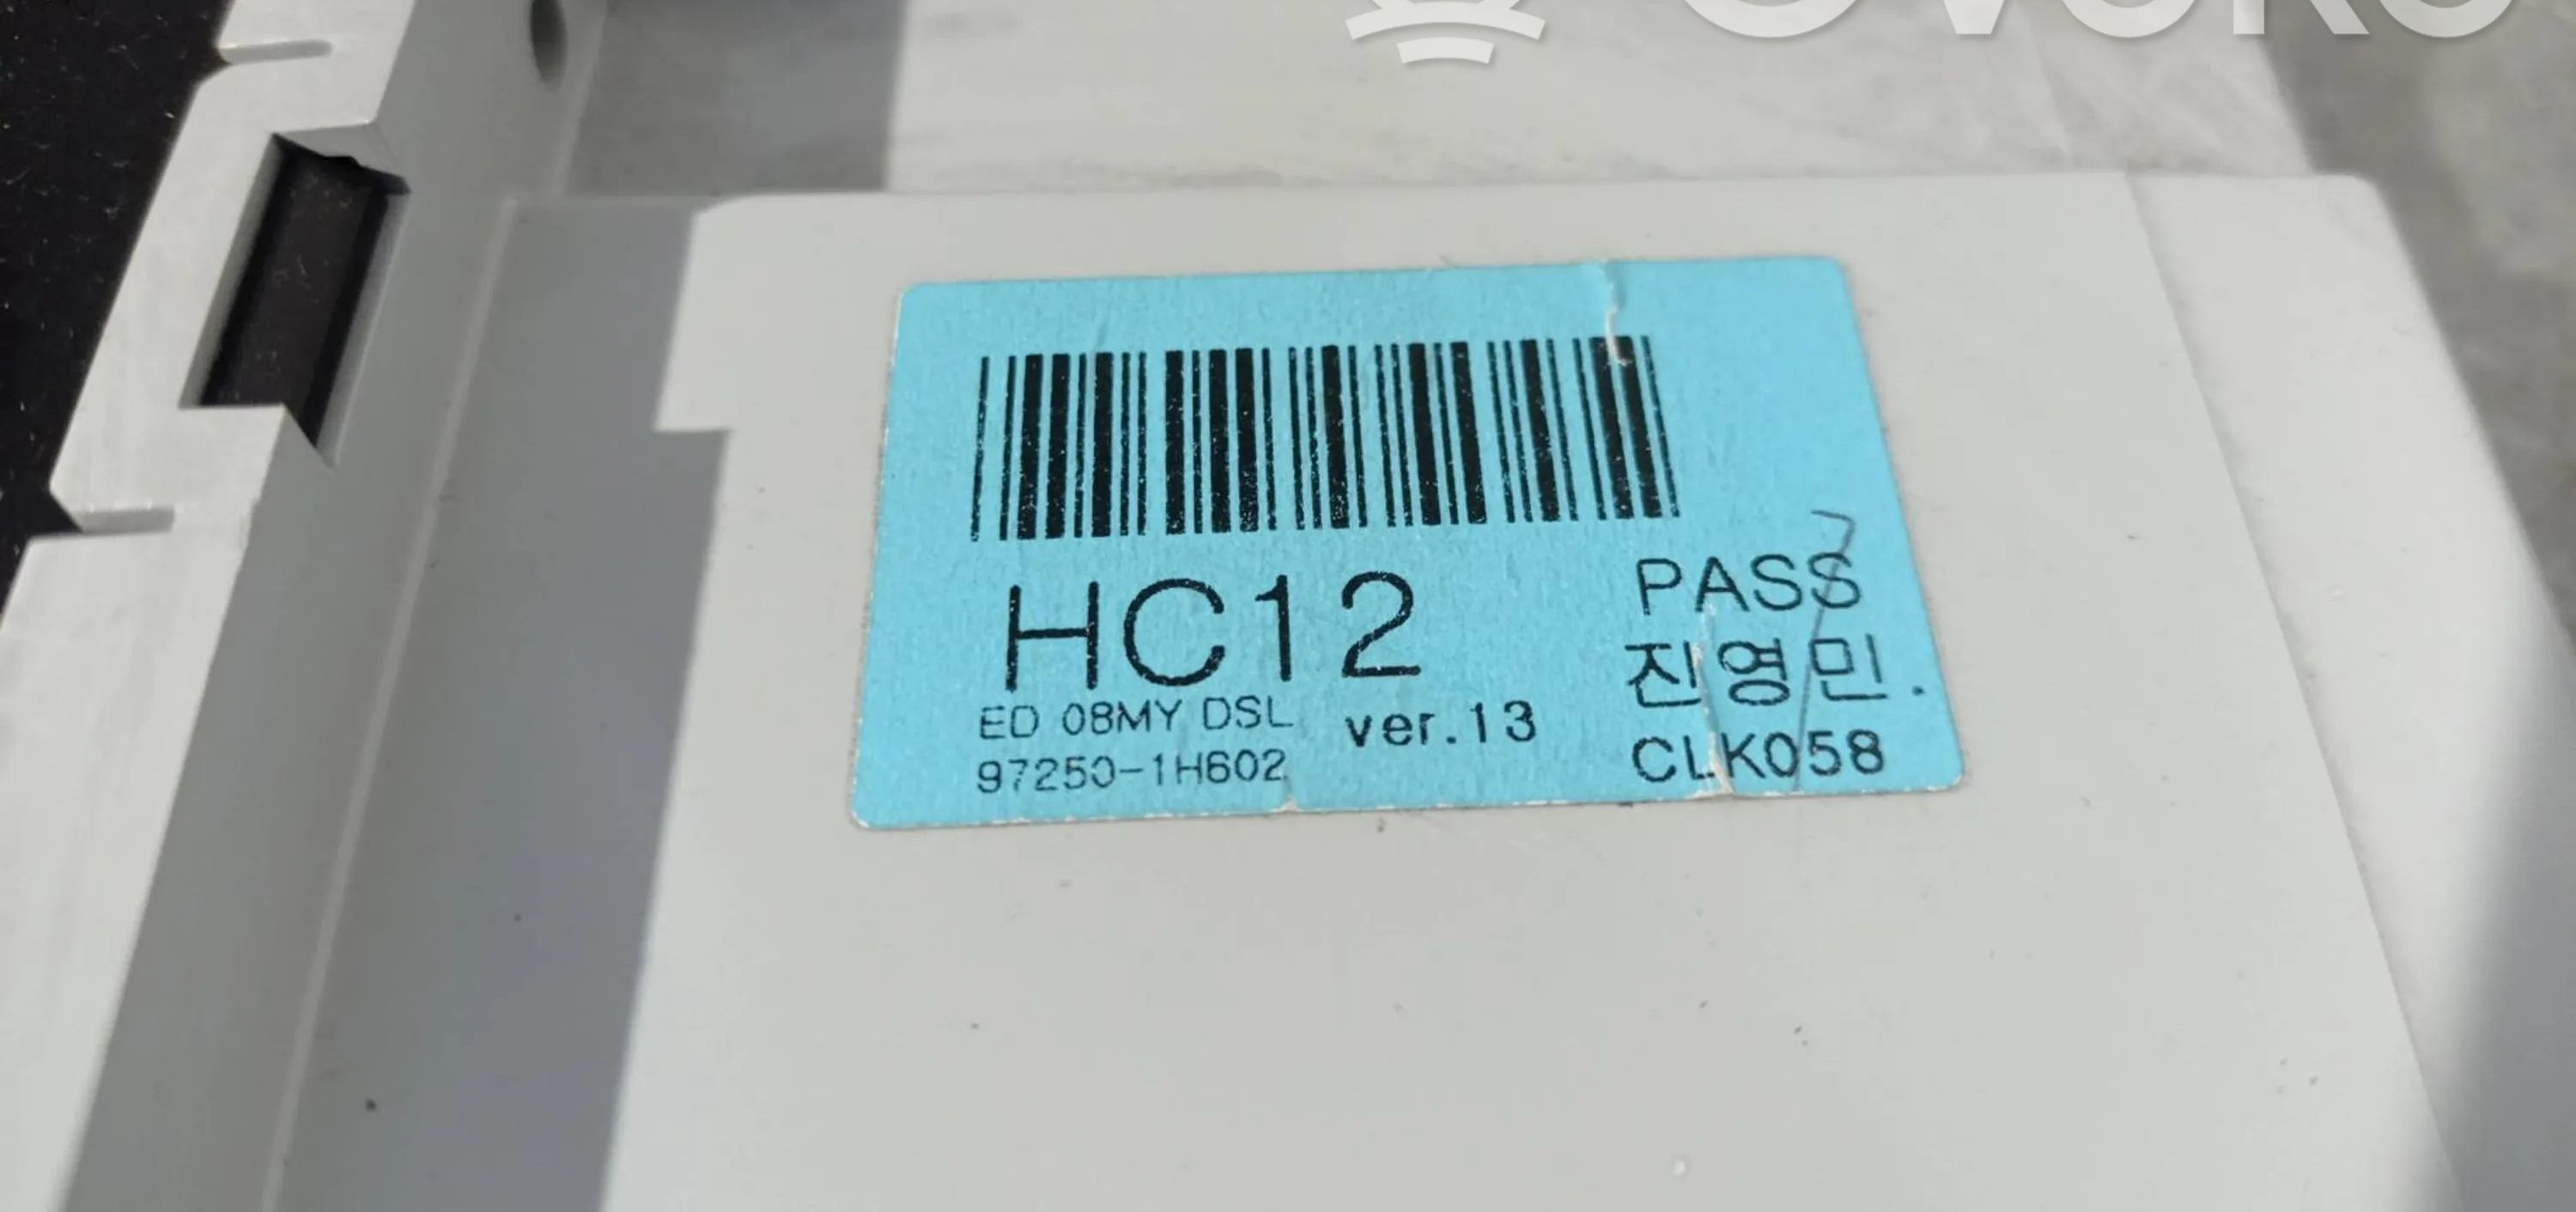 HC12
PASS
진영민.
ED 08MY DSL ver.13
97250-1H602
CLK058